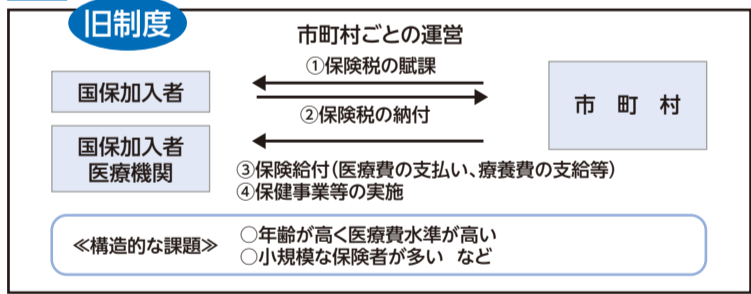 旧制度
市町村ごとの運営
①保険税の賦課
国保加入者
②保険税の納付
市 町 村
国保加入者
医療機関
③保険給付(医療費の支払い、療養費の支給等)
④保健事業等の実施
≪構造的な課題≫
○年齢が高く医療費水準が高い
○小規模な保険者が多い など